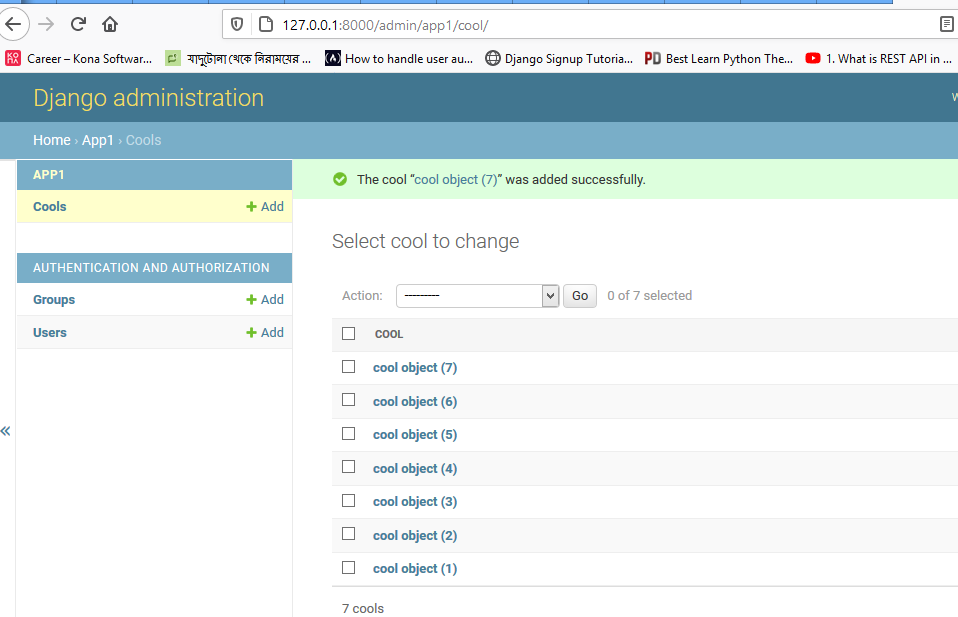 127.0.0.1:8000/admin/app1/cool/
Career – Kona Softwar... যাদুটোনা থেকে নিরাময়ের ... How to handle user au... Django Signup Tutoria... PD Best Learn Python The... 1. What is REST API in ...
Django administration
W
Home › App1 › Cools
APP1
Cools + Add
AUTHENTICATION AND AUTHORIZATION
Groups + Add
Users + Add
«
The cool “cool object (7)” was added successfully.
Select cool to change
Action: --------- Go 0 of 7 selected
COOL
cool object (7)
cool object (6)
cool object (5)
cool object (4)
cool object (3)
cool object (2)
cool object (1)
7 cools